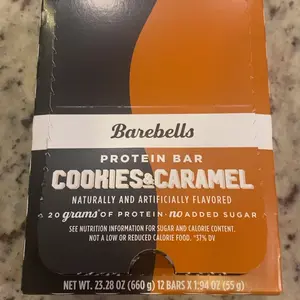 Barebells
PROTEIN BAR
COOKIES&CARAMEL
NATURALLY AND ARTIFICIALLY FLAVORED
20 grams OF PROTEIN · no ADDED SUGAR
SEE NUTRITION INFORMATION FOR SUGAR AND CALORIE CONTENT.
NOT A LOW OR REDUCED CALORIE FOOD. *37% DV
NET WT. 23.28 OZ (660 g) 12 BARS X 1.94 OZ (55 g)